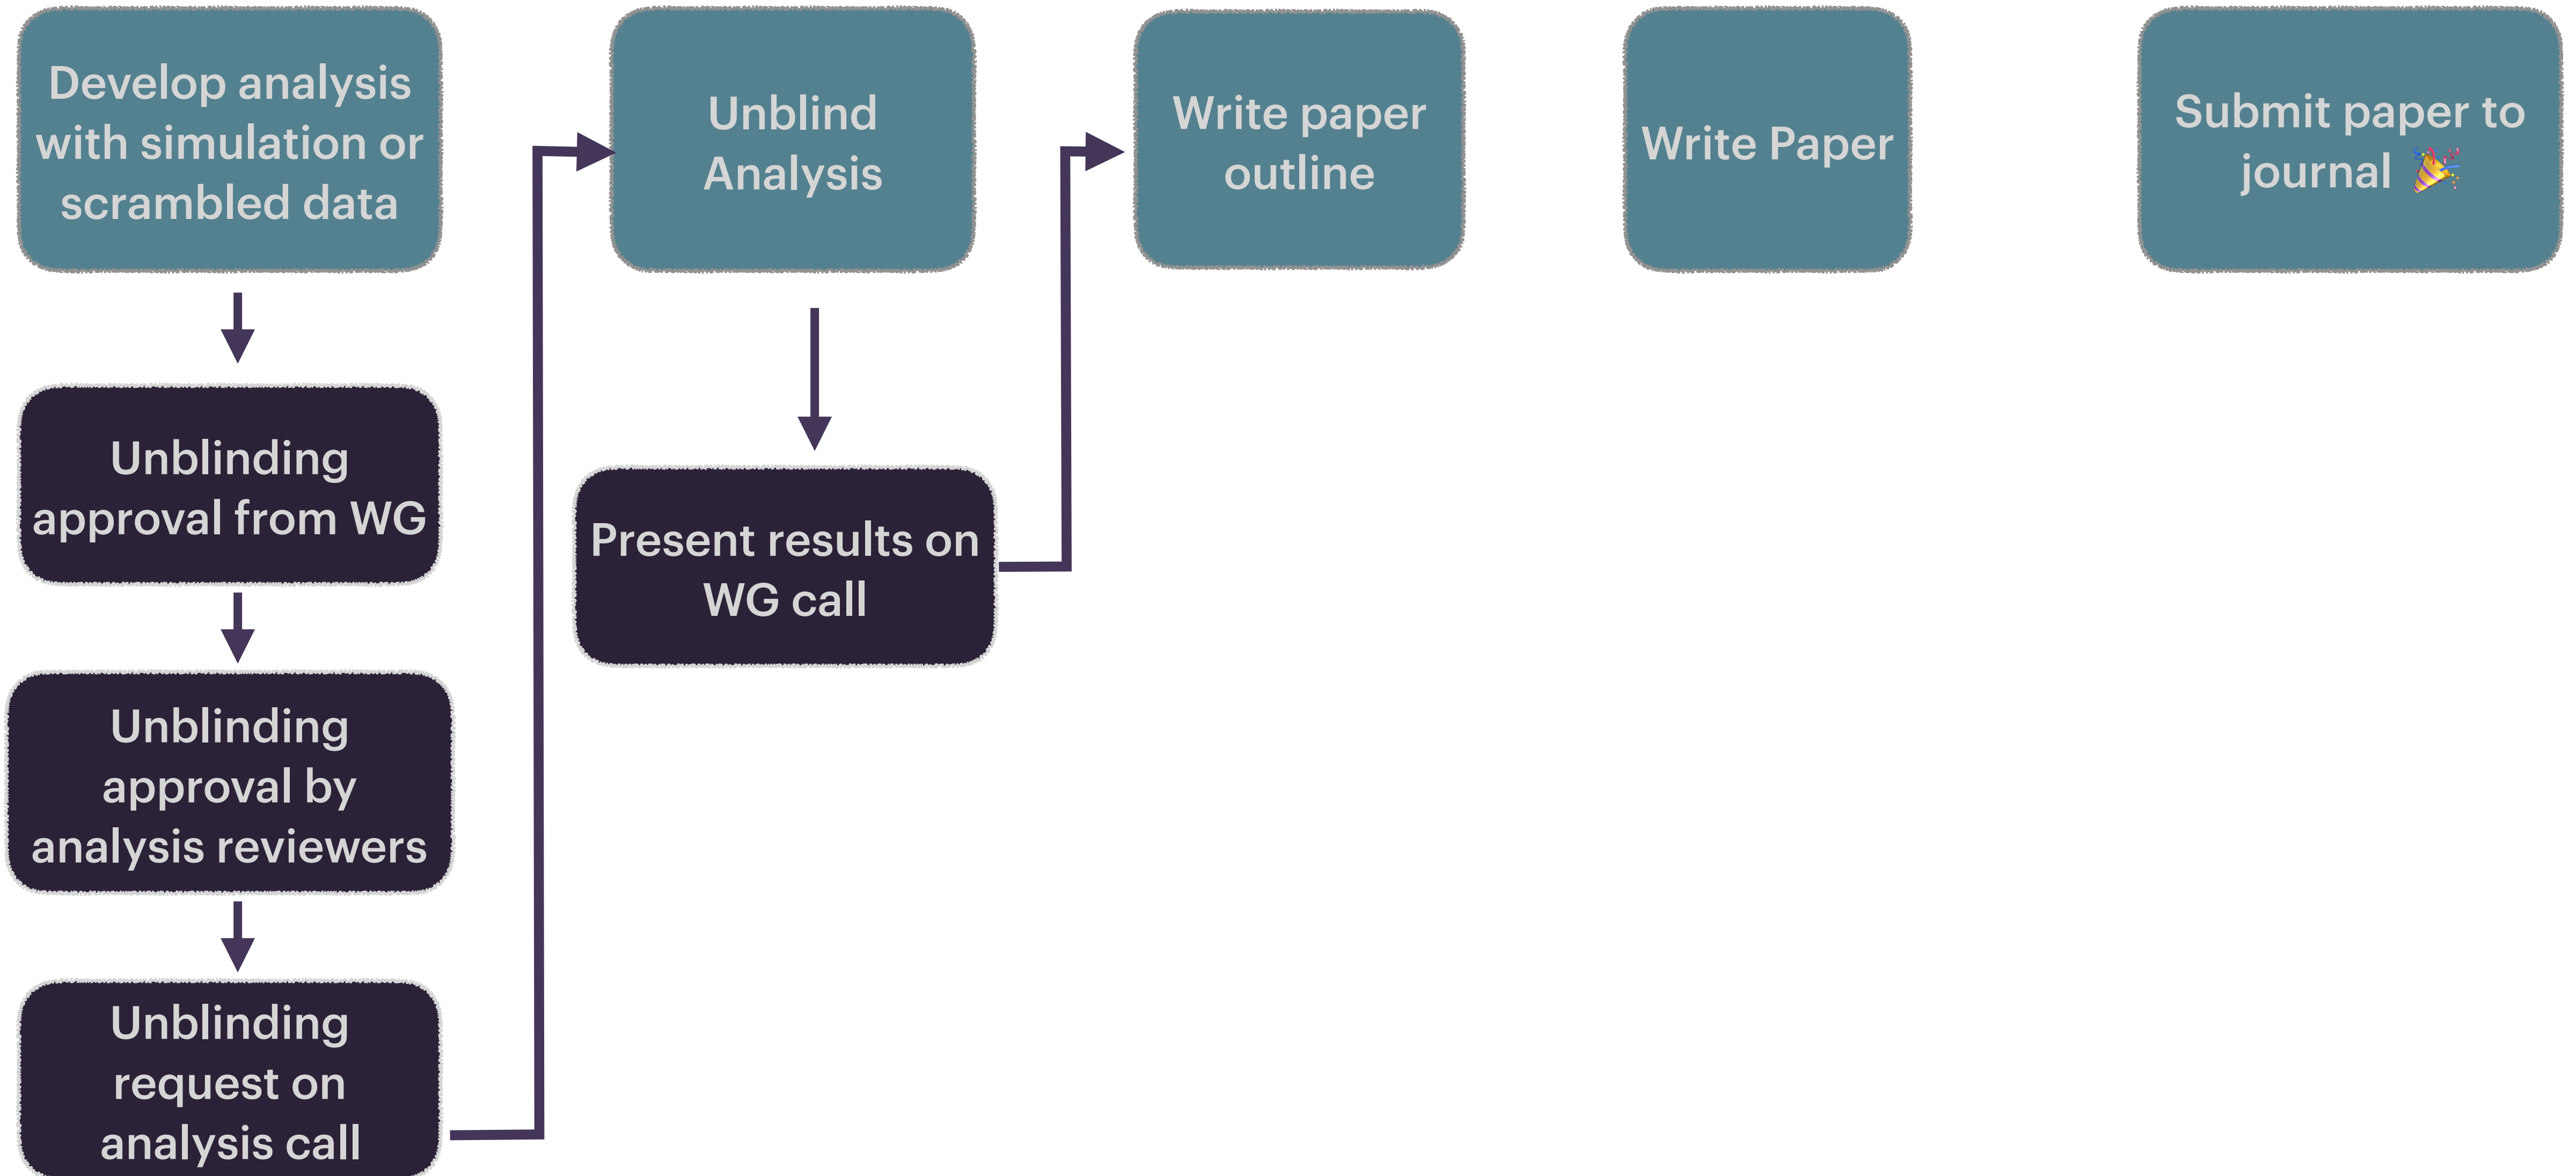 Develop analysis
with simulation or
scrambled data
Unblinding
approval from WG
Unblinding
approval by
analysis reviewers
Unblinding
request on
analysis call
Unblind
Analysis
Present results on
WG call
Write paper
outline
Write Paper
Submit paper to
journal 🎉